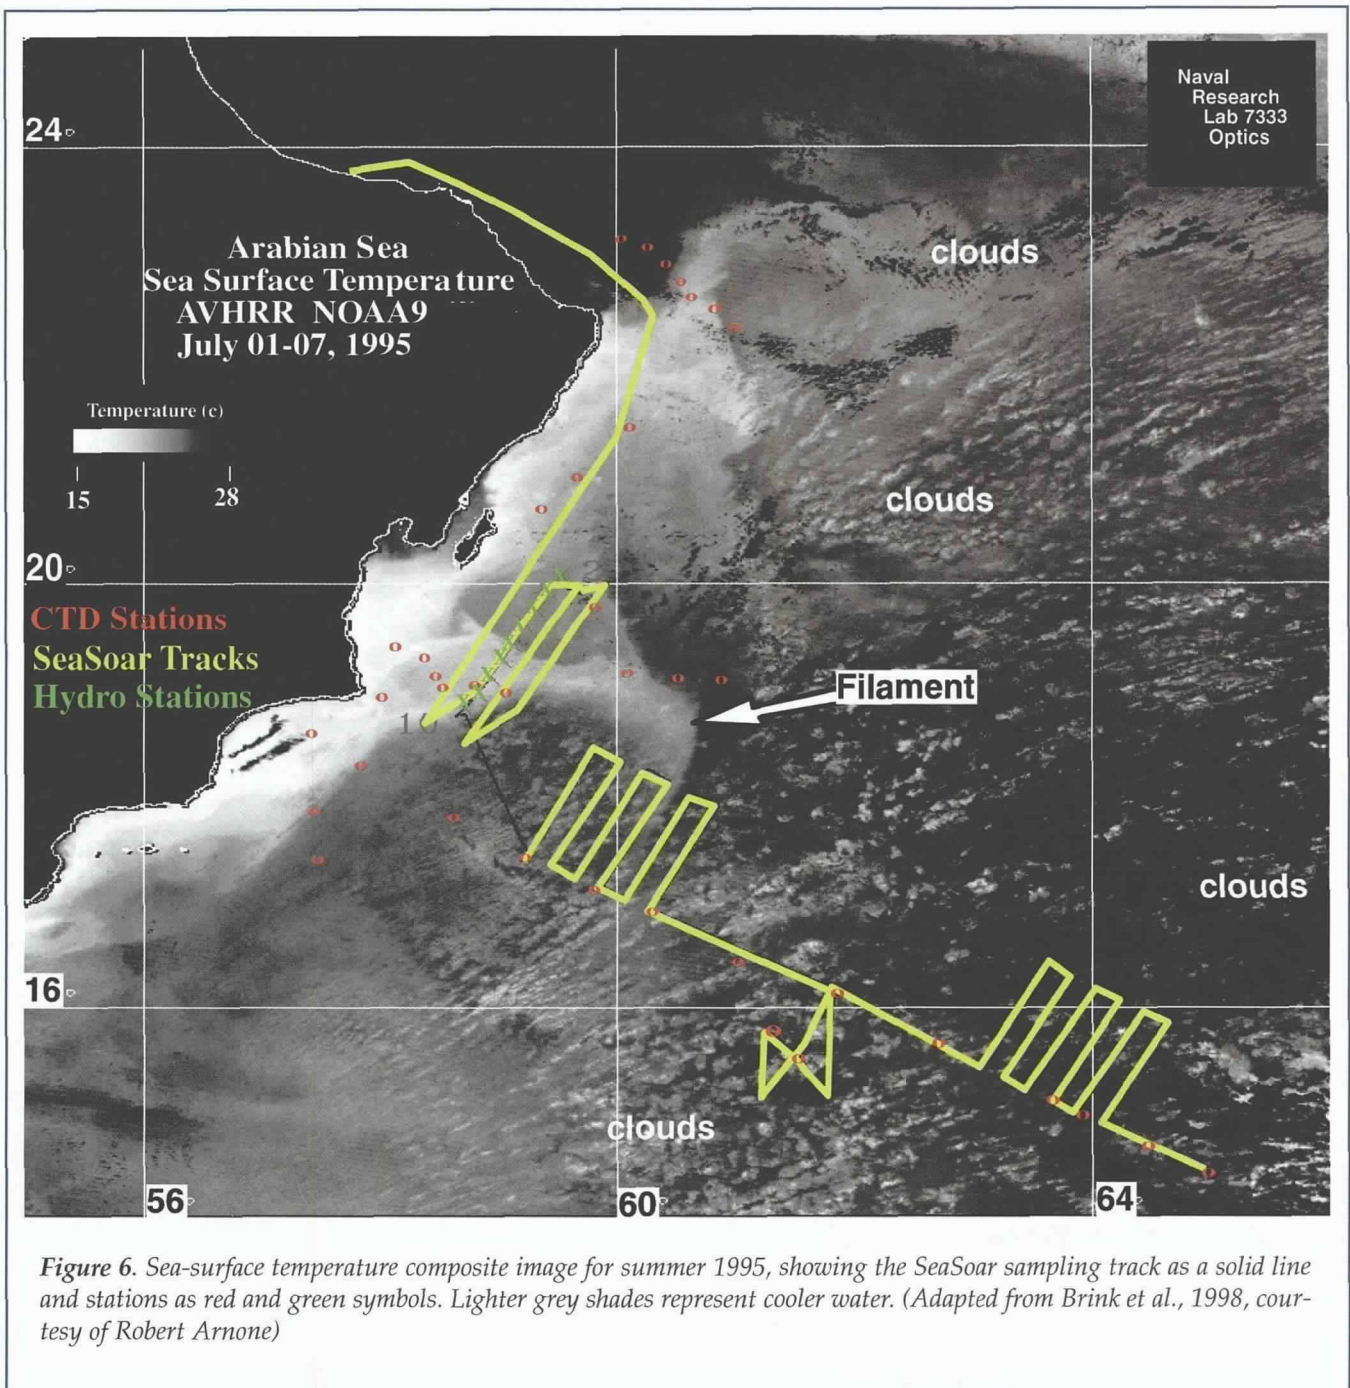 Naval
Research
Lab 7333
Optics
24°
Arabian Sea
Sea Surface Temperature
AVHRR NOAA9
July 01-07, 1995
clouds
Temperature (c)
15 28
clouds
20°
CTD Stations
SeaSoar Tracks
Hydro Stations
Filament
1
clouds
16°
clouds
56° 60° 64°
Figure 6. Sea-surface temperature composite image for summer 1995, showing the SeaSoar sampling track as a solid line
and stations as red and green symbols. Lighter grey shades represent cooler water. (Adapted from Brink et al., 1998, cour-
tesy of Robert Arnone)